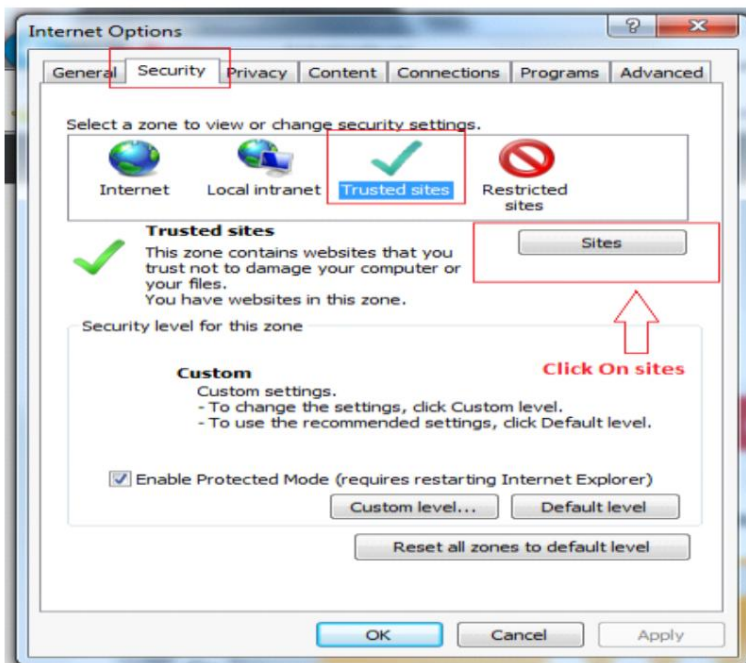 Internet Options
General Security Privacy Content Connections Programs Advanced
Select a zone to view or change security settings.
Internet Local intranet Trusted sites Restricted
sites
Trusted sites
Sites
This zone contains websites that you
trust not to damage your computer or
your files.
You have websites in this zone.
Security level for this zone
Click On sites
Custom
Custom settings.
- To change the settings, click Custom level.
- To use the recommended settings, click Default level.
Enable Protected Mode (requires restarting Internet Explorer)
Custom level... Default level
Reset all zones to default level
OK Cancel Apply